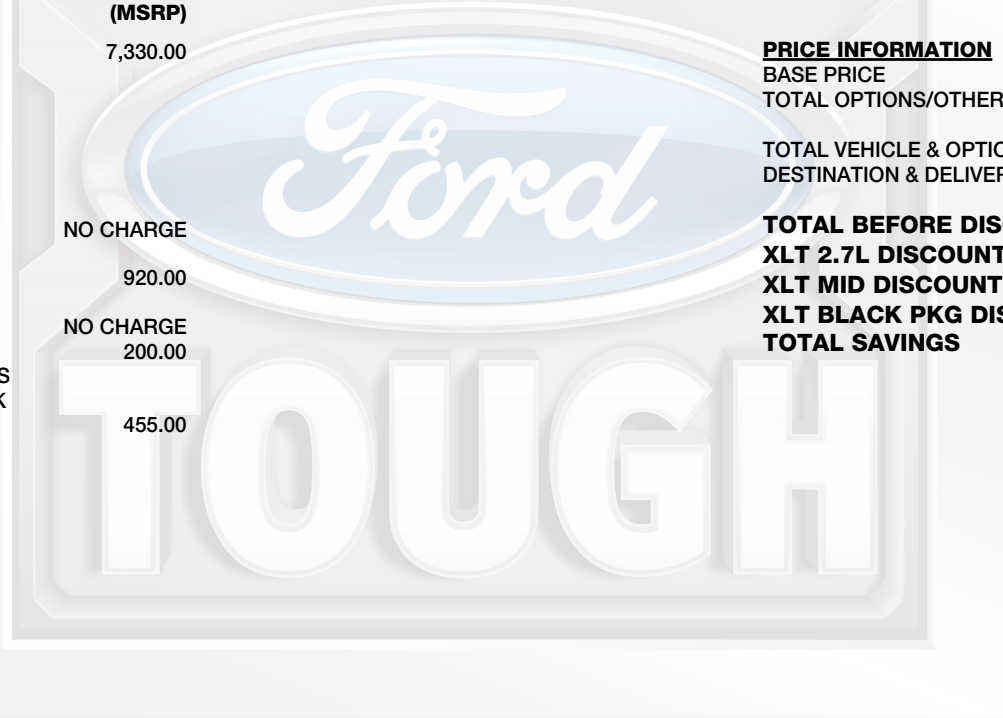 (MSRP)
7,330.00
NO CHARGE
920.00
NO CHARGE
200.00
S
K
455.00
PRICE INFORMATION
BASE PRICE
TOTAL OPTIONS/OTHER
TOTAL VEHICLE & OPTIO
DESTINATION & DELIVER
TOTAL BEFORE DISC
XLT 2.7L DISCOUNT
XLT MID DISCOUNT
XLT BLACK PKG DIS
TOTAL SAVINGS
Ford
TOUGH